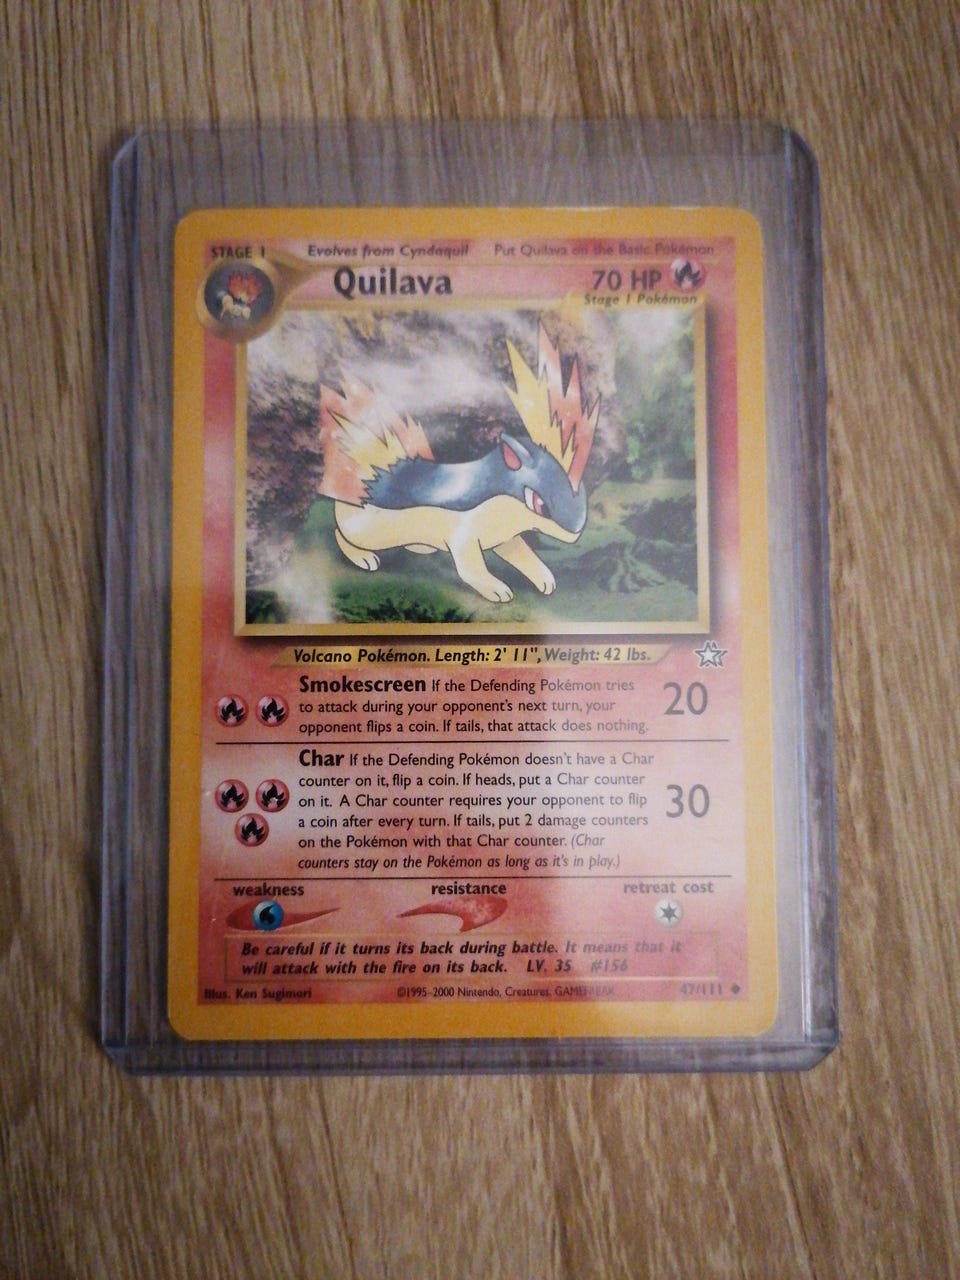 STAGE 1 Evolves from Cyndaquil Put Quilava on the Basic Pokémon
Quilava 70 HP
Stage 1 Pokémon
Volcano Pokémon. Length: 2' 11", Weight: 42 lbs.
Smokescreen If the Defending Pokémon tries
to attack during your opponent's next turn, your
opponent flips a coin. If tails, that attack does nothing.
20
Char If the Defending Pokémon doesn't have a Char
counter on it, flip a coin. If heads, put a Char counter
on it. A Char counter requires your opponent to flip
a coin after every turn. If tails, put 2 damage counters
on the Pokémon with that Char counter. (Char
counters stay on the Pokémon as long as it's in play.)
30
weakness resistance retreat cost
Be careful if it turns its back during battle. It means that it
will attack with the fire on its back. LV. 35 #156
Illus. Ken Sugimori ©1995-2000 Nintendo, Creatures, GAMEFREAK. 47/111